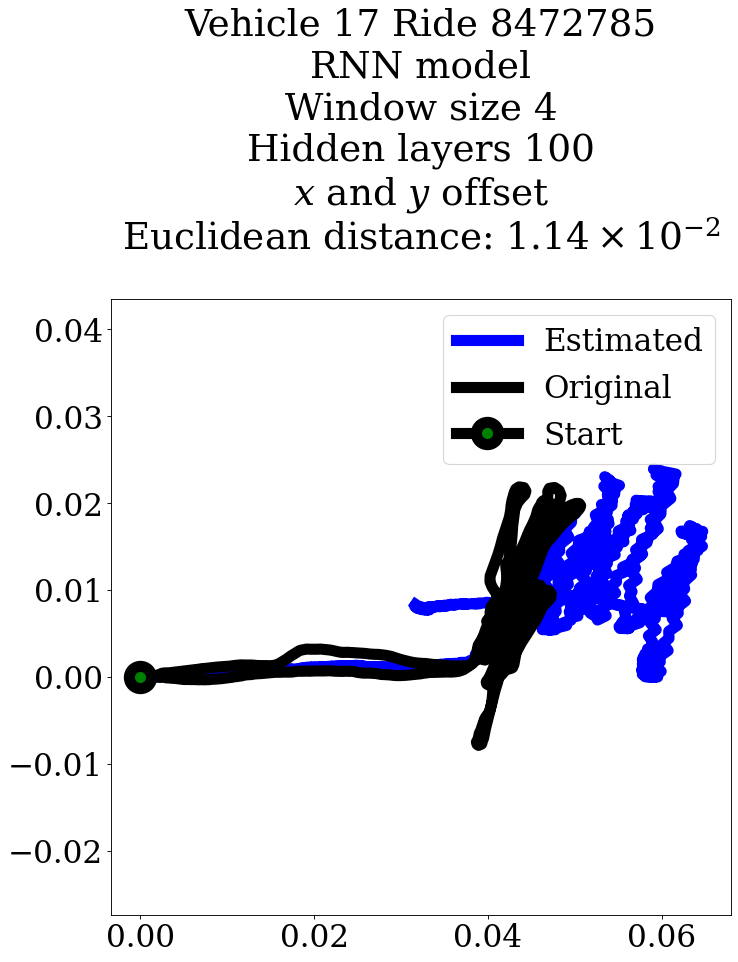 Vehicle 17 Ride 8472785
RNN model
Window size 4
Hidden layers 100
x and y offset
Euclidean distance: 1.14 × 10⁻²
Estimated
Original
Start
0.04
0.03
0.02
0.01
0.00
−0.01
−0.02
0.00 0.02 0.04 0.06